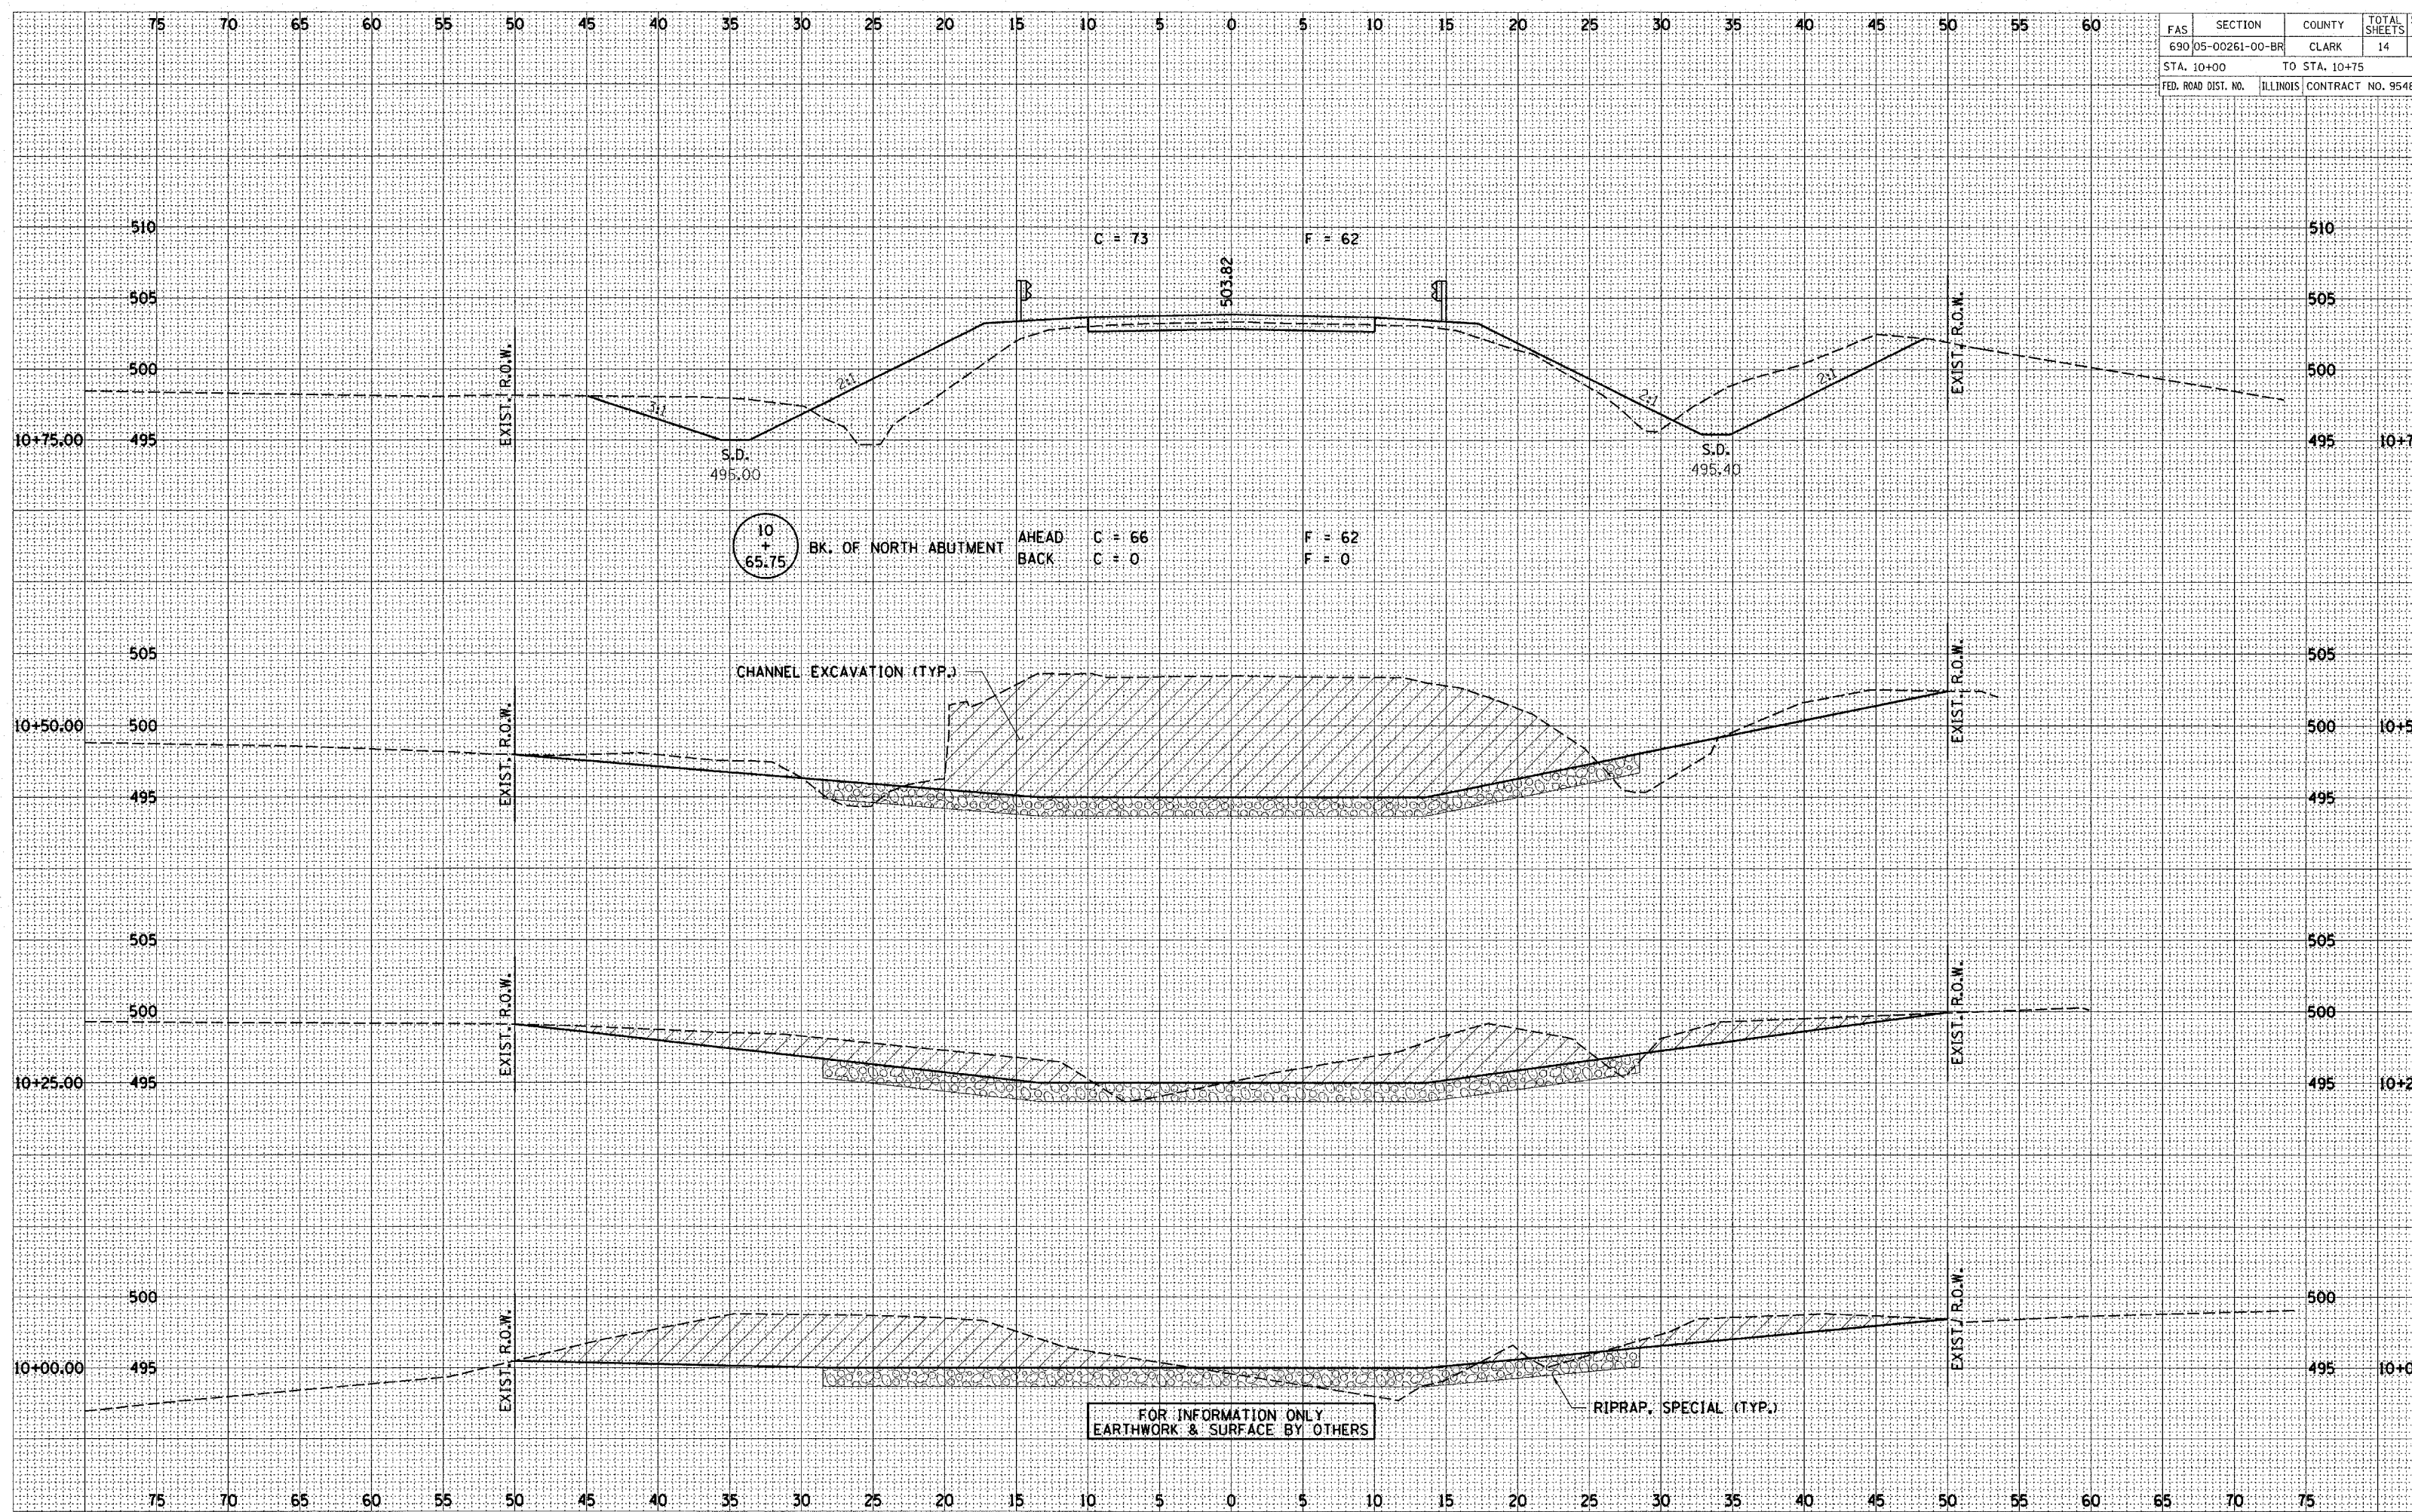 75 70 65 60 55 50 45 40 35 30 25 20 15 10 5 0 5 10 15 20 25 30 35 40 45 50 55 60
FAS SECTION COUNTY TOTAL SHEETS
690 05-00261-00-BR CLARK 14
STA. 10+00 TO STA. 10+75
FED. ROAD DIST. NO. ILLINOIS CONTRACT NO. 9548
510 510
C = 73 F = 62
503.82
505 505
EXIST. R.O.W. EXIST. R.O.W.
500 500
2:1 2:1
3:1 2:1
10+75.00 495 495 10+7
S.D. S.D.
495.00 495.40
10 + 65.75 BK. OF NORTH ABUTMENT
AHEAD C = 66 F = 62
BACK C = 0 F = 0
505 505
CHANNEL EXCAVATION (TYP.)
EXIST. R.O.W. EXIST. R.O.W.
10+50.00 500 500 10+5
495 495
505 505
EXIST. R.O.W. EXIST. R.O.W.
500 500
10+25.00 495 495 10+2
500 500
EXIST. R.O.W. EXIST. R.O.W.
10+00.00 495 495 10+0
RIPRAP, SPECIAL (TYP.)
FOR INFORMATION ONLY
EARTHWORK & SURFACE BY OTHERS
75 70 65 60 55 50 45 40 35 30 25 20 15 10 5 0 5 10 15 20 25 30 35 40 45 50 55 60 65 70 75